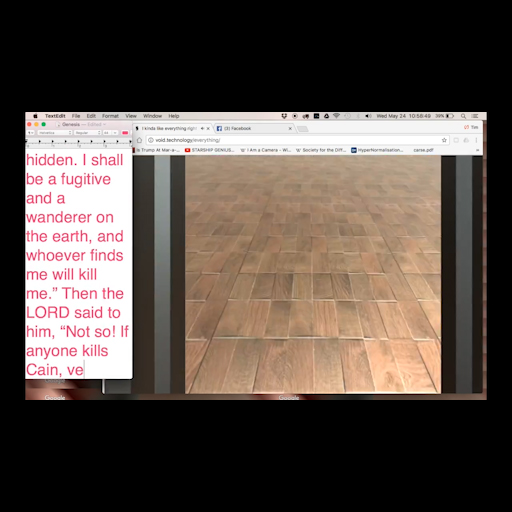 TextEdit File Edit Format View Window Help
Wed May 24 10:58:49 39%
Genesis — Edited
Helvetica Regular
I kinda like everything righ
(3) Facebook
Tim
void.technology/everything/
Is Trump At Mar-a-...
STARSHIP GENIUS...
I Am a Camera - Wi...
Society for the Diff...
HyperNormalisation...
carse.pdf
hidden. I shall
be a fugitive
and a
wanderer on
the earth, and
whoever finds
me will kill
me.” Then the
LORD said to
him, “Not so! If
anyone kills
Cain, ve
Google
Google